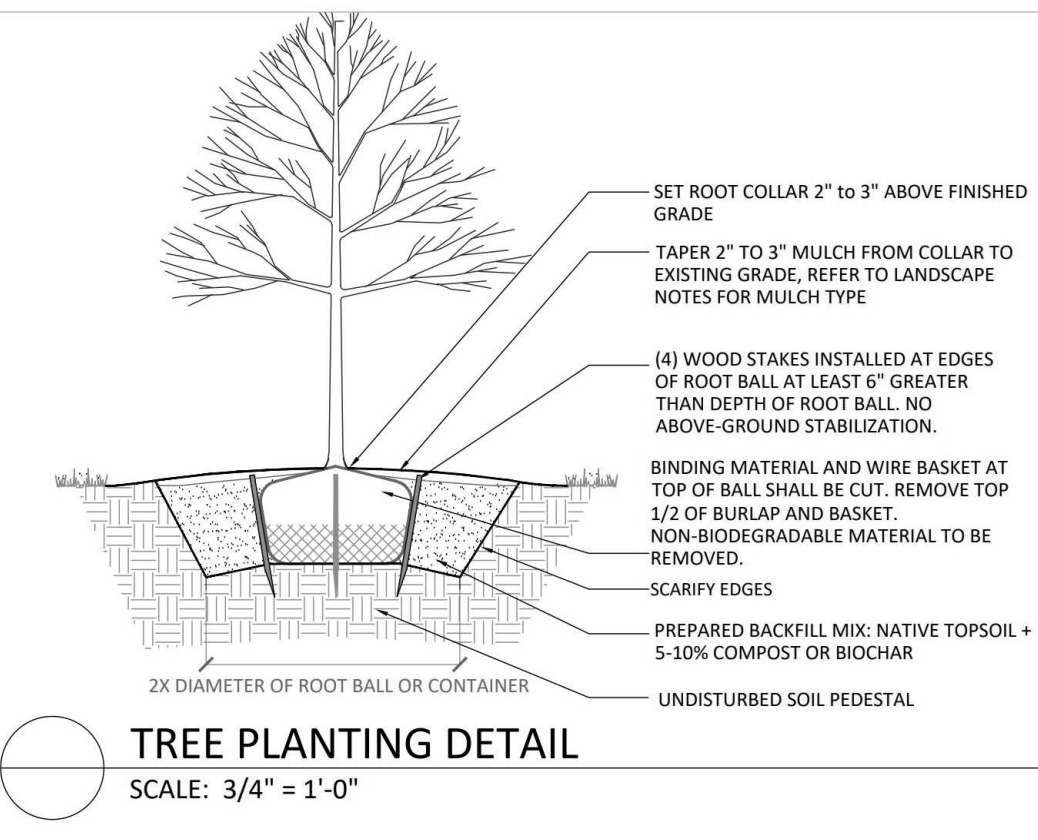 SET ROOT COLLAR 2" to 3" ABOVE FINISHED
GRADE
TAPER 2" TO 3" MULCH FROM COLLAR TO
EXISTING GRADE, REFER TO LANDSCAPE
NOTES FOR MULCH TYPE
(4) WOOD STAKES INSTALLED AT EDGES
OF ROOT BALL AT LEAST 6" GREATER
THAN DEPTH OF ROOT BALL. NO
ABOVE-GROUND STABILIZATION.
BINDING MATERIAL AND WIRE BASKET AT
TOP OF BALL SHALL BE CUT. REMOVE TOP
1/2 OF BURLAP AND BASKET.
NON-BIODEGRADABLE MATERIAL TO BE
REMOVED.
SCARIFY EDGES
PREPARED BACKFILL MIX: NATIVE TOPSOIL +
5-10% COMPOST OR BIOCHAR
UNDISTURBED SOIL PEDESTAL
2X DIAMETER OF ROOT BALL OR CONTAINER
TREE PLANTING DETAIL
SCALE: 3/4" = 1'-0"